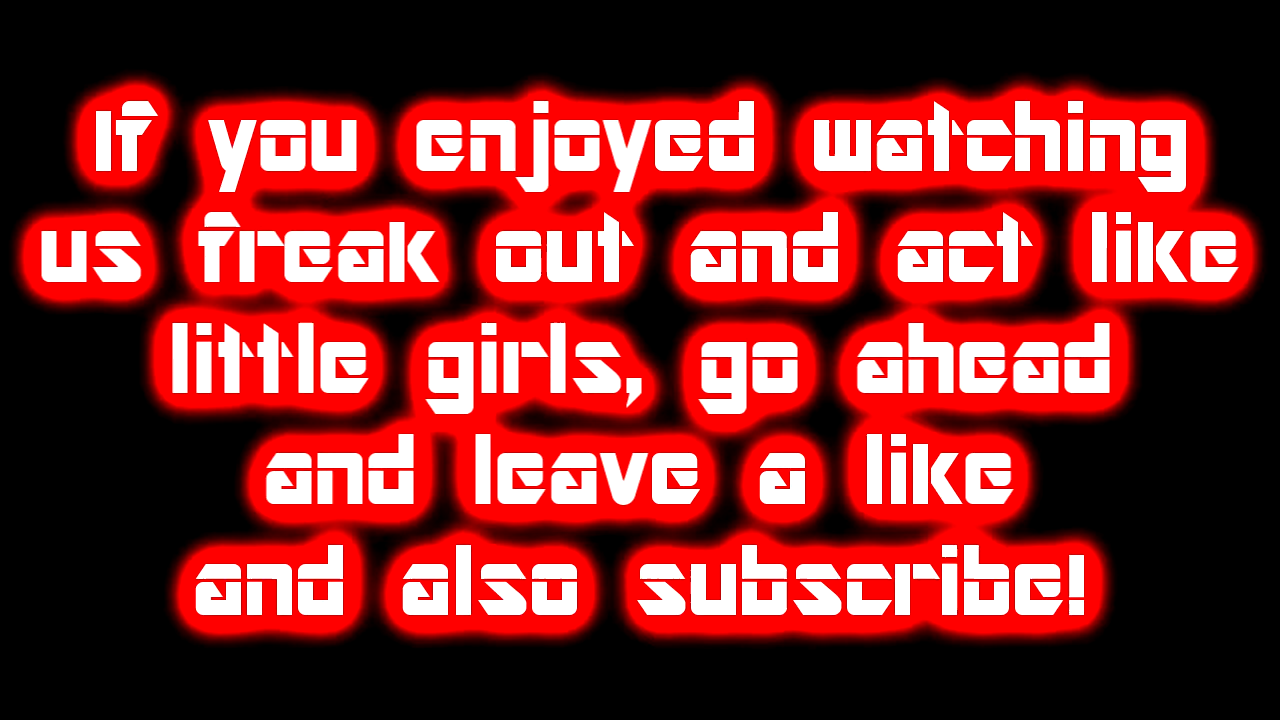 If you enjoyed watching
us freak out and act like
little girls, go ahead
and leave a like
and also subscribe!